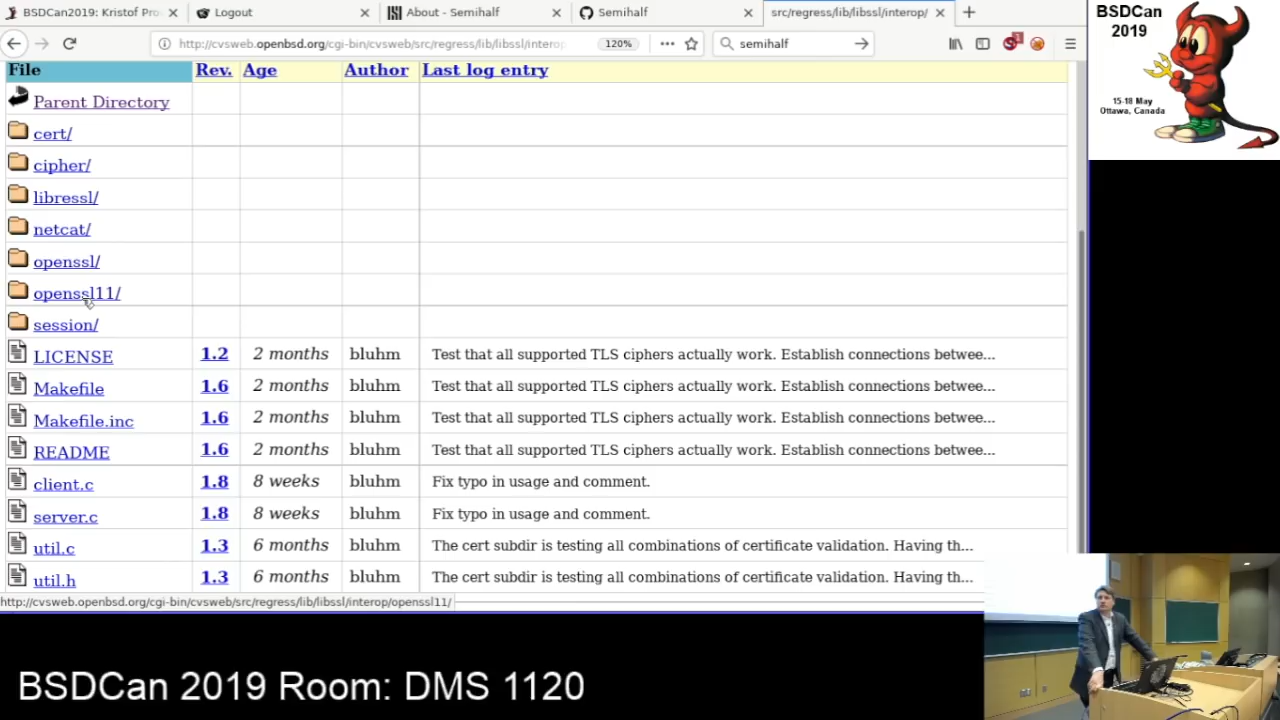 BSDCan2019: Kristof Pro
Logout
About - Semihalf
Semihalf
src/regress/lib/libssl/interop/
http://cvsweb.openbsd.org/cgi-bin/cvsweb/src/regress/lib/libssl/interop
120%
semihalf
1
File Rev. Age Author Last log entry
Parent Directory
cert/
cipher/
libressl/
netcat/
openssl/
openssl11/
session/
LICENSE 1.2 2 months bluhm Test that all supported TLS ciphers actually work. Establish connections betwee...
Makefile 1.6 2 months bluhm Test that all supported TLS ciphers actually work. Establish connections betwee...
Makefile.inc 1.6 2 months bluhm Test that all supported TLS ciphers actually work. Establish connections betwee...
README 1.6 2 months bluhm Test that all supported TLS ciphers actually work. Establish connections betwee...
client.c 1.8 8 weeks bluhm Fix typo in usage and comment.
server.c 1.8 8 weeks bluhm Fix typo in usage and comment.
util.c 1.3 6 months bluhm The cert subdir is testing all combinations of certificate validation. Having th...
util.h 1.3 6 months bluhm The cert subdir is testing all combinations of certificate validation. Having th...
http://cvsweb.openbsd.org/cgi-bin/cvsweb/src/regress/lib/libssl/interop/openssl11/
BSDCan
2019
15-18 May
Ottawa, Canada
BSDCan 2019 Room: DMS 1120